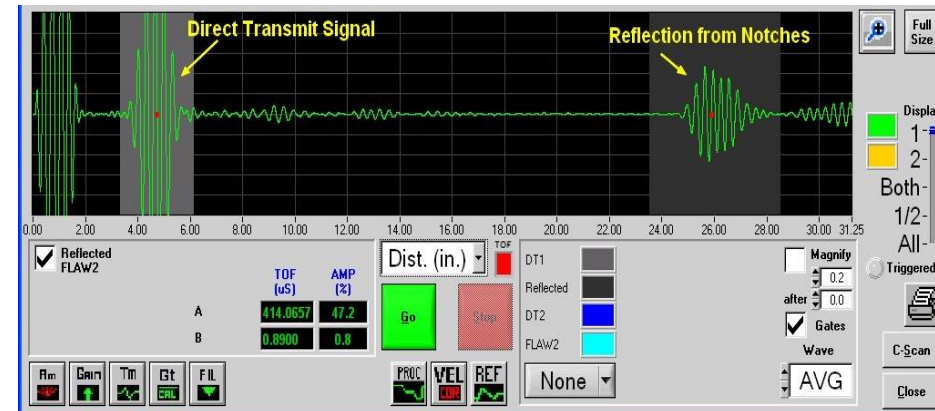 Direct Transmit Signal
Reflection from Notches
Full
Size
0.00 2.00 4.00 6.00 8.00 10.00 12.00 14.00 16.00 18.00 20.00 22.00 24.00 26.00 28.00 30.00 31.25
Displa
1-
2-
Both-
1/2-
All-
Triggered
Reflected
FLAW2
TOF
(uS)
AMP
(%)
A 414.0657 47.2
B 0.8900 0.8
Dist. (in.)
TOF
Go
Stop
DT1
Reflected
DT2
FLAW2
None
Magnify
0.2
after 0.0
Gates
Wave
AVG
C-Scan
Close
Am GAIN Tm Gt FIL
CAL
PROC VEL REF
COR